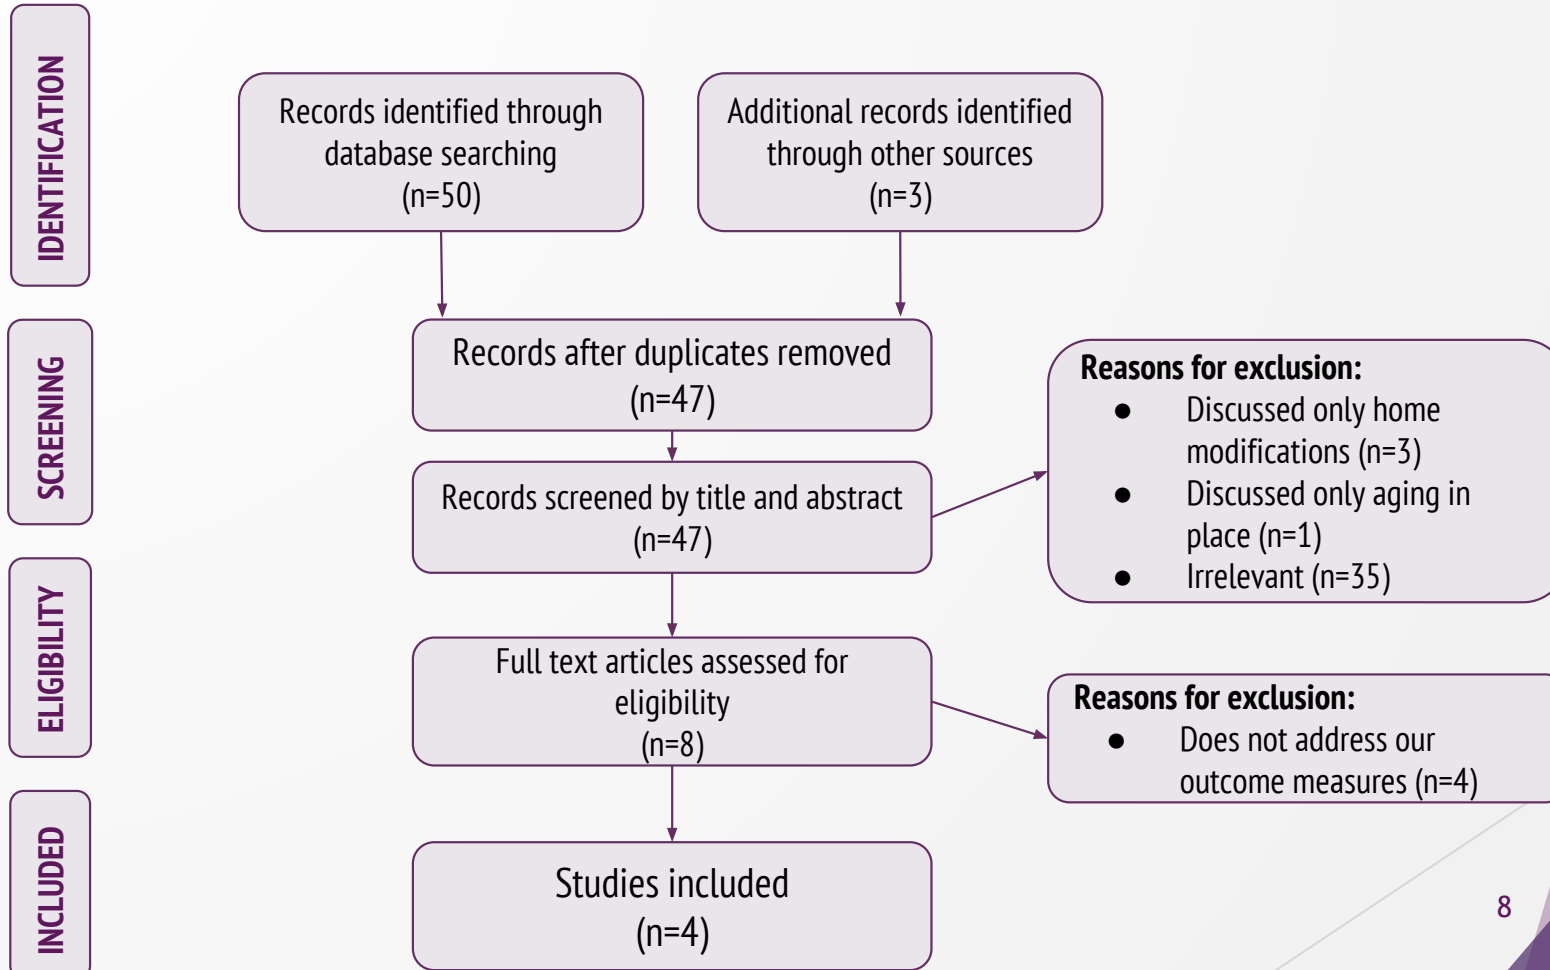 IDENTIFICATION
Records identified through
database searching
(n=50)
Additional records identified
through other sources
(n=3)
SCREENING
Records after duplicates removed
(n=47)
Records screened by title and abstract
(n=47)
Reasons for exclusion:
● Discussed only home
modifications (n=3)
● Discussed only aging in
place (n=1)
● Irrelevant (n=35)
ELIGIBILITY
Full text articles assessed for
eligibility
(n=8)
Reasons for exclusion:
● Does not address our
outcome measures (n=4)
INCLUDED
Studies included
(n=4)
8